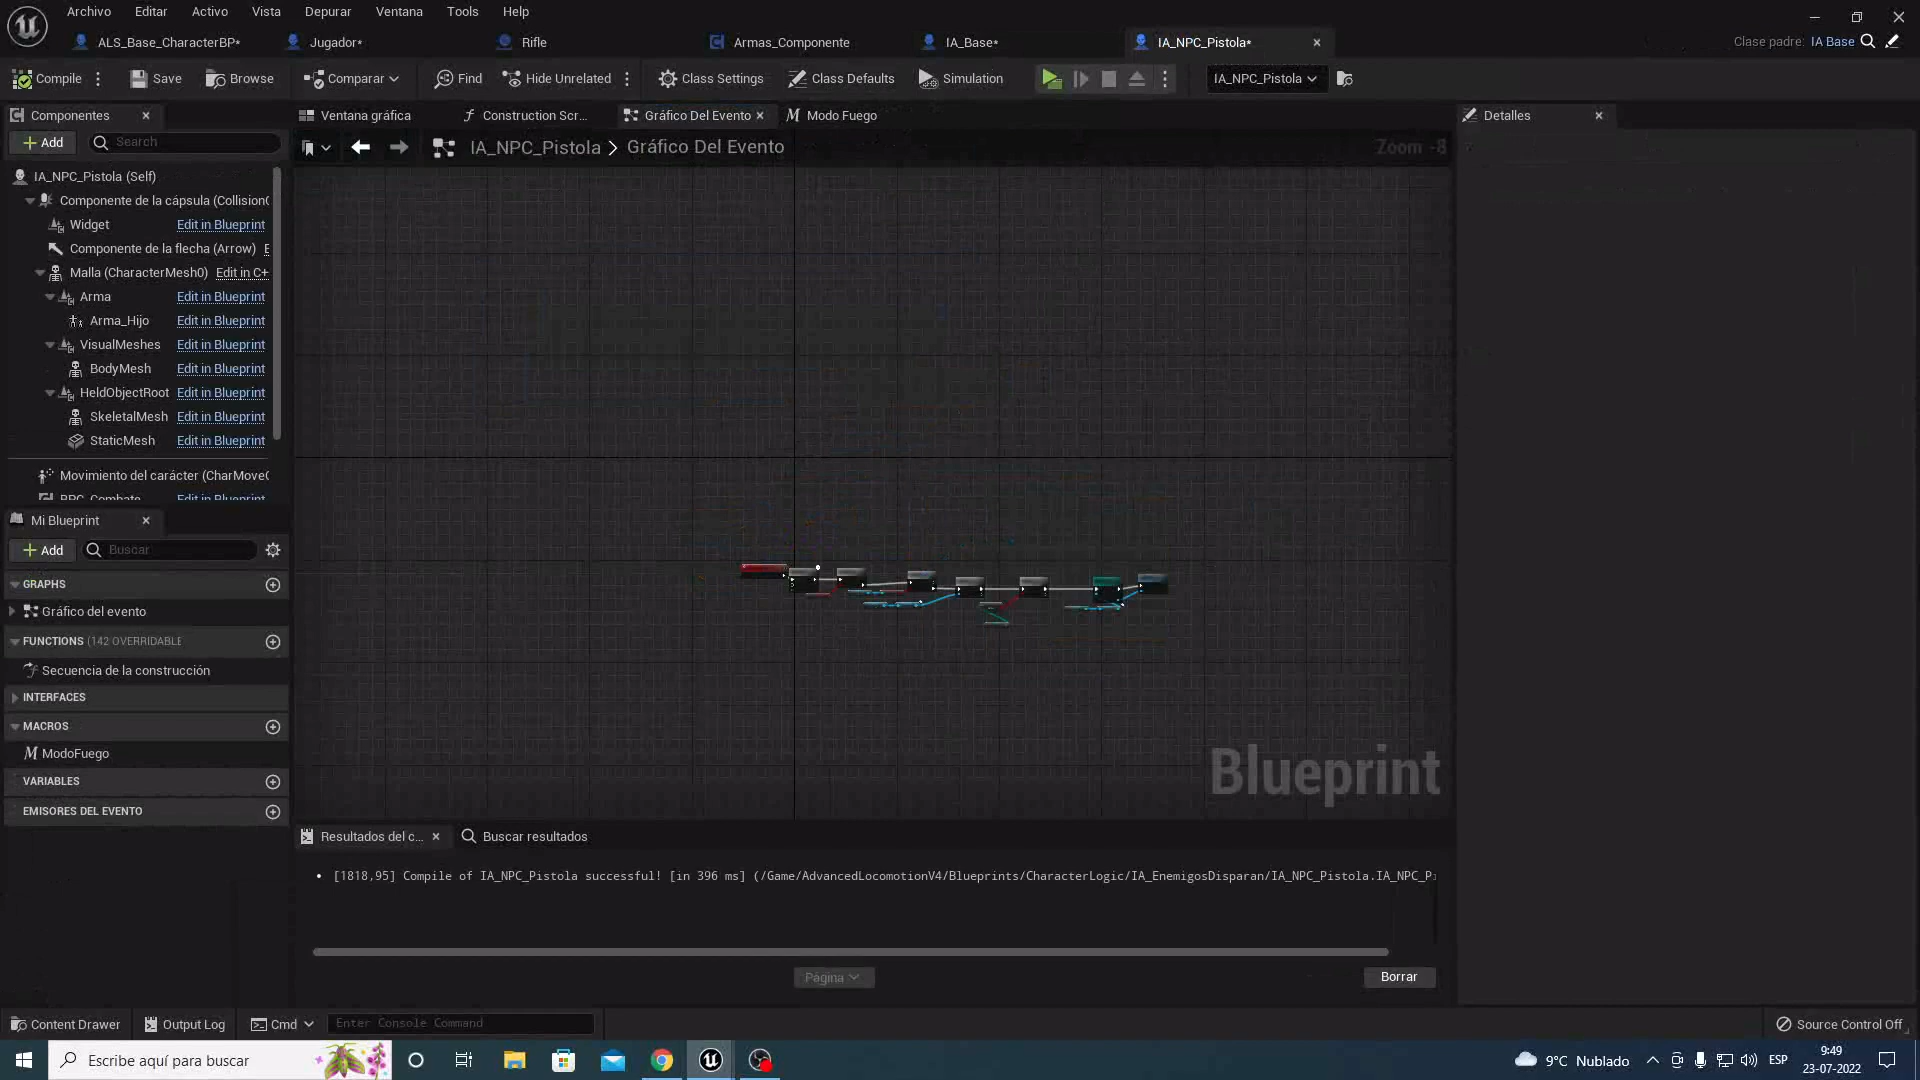 Archivo Editar Activo Vista Depurar Ventana Tools Help
ALS_Base_CharacterBP* Jugador* Rifle Armas_Componente IA_Base* IA_NPC_Pistola* Clase padre: IA Base
Compile Save Browse Comparar Find Hide Unrelated Class Settings Class Defaults Simulation IA_NPC_Pistola
Componentes Ventana gráfica Construction Scr... Gráfico Del Evento Modo Fuego Detalles
Add Search
IA_NPC_Pistola > Gráfico Del Evento Zoom -8
IA_NPC_Pistola (Self)
Componente de la cápsula (Collision
Widget Edit in Blueprint
Componente de la flecha (Arrow) E
Malla (CharacterMesh0) Edit in C+
Arma Edit in Blueprint
Arma_Hijo Edit in Blueprint
VisualMeshes Edit in Blueprint
BodyMesh Edit in Blueprint
HeldObjectRoot Edit in Blueprint
SkeletalMesh Edit in Blueprint
StaticMesh Edit in Blueprint
Movimiento del carácter (CharMove
BPC_Combate Edit in Blueprint
Mi Blueprint
Add Buscar
GRAPHS
Gráfico del evento
FUNCTIONS (142 OVERRIDABLE
Secuencia de la construcción
INTERFACES
MACROS
ModoFuego
VARIABLES
EMISORES DEL EVENTO
Blueprint
Resultados del c... Buscar resultados
[1818,95] Compile of IA_NPC_Pistola successful! [in 396 ms] (/Game/AdvancedLocomotionV4/Blueprints/CharacterLogic/IA_EnemigosDisparan/IA_NPC_Pistola.IA_NPC_Pi
Página Borrar
Content Drawer Output Log Cmd Enter Console Command Source Control Off
Escribe aquí para buscar 9°C Nublado ESP 9:49
23-07-2022